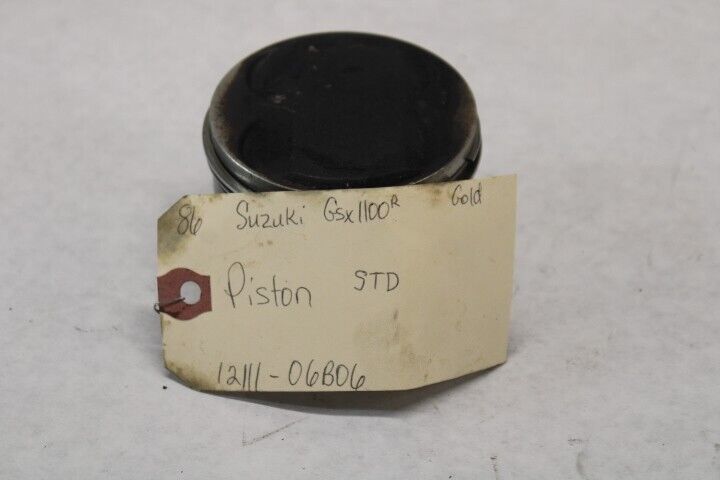 86 Suzuki Gsx1100R Gold
Piston STD
12111-06B06